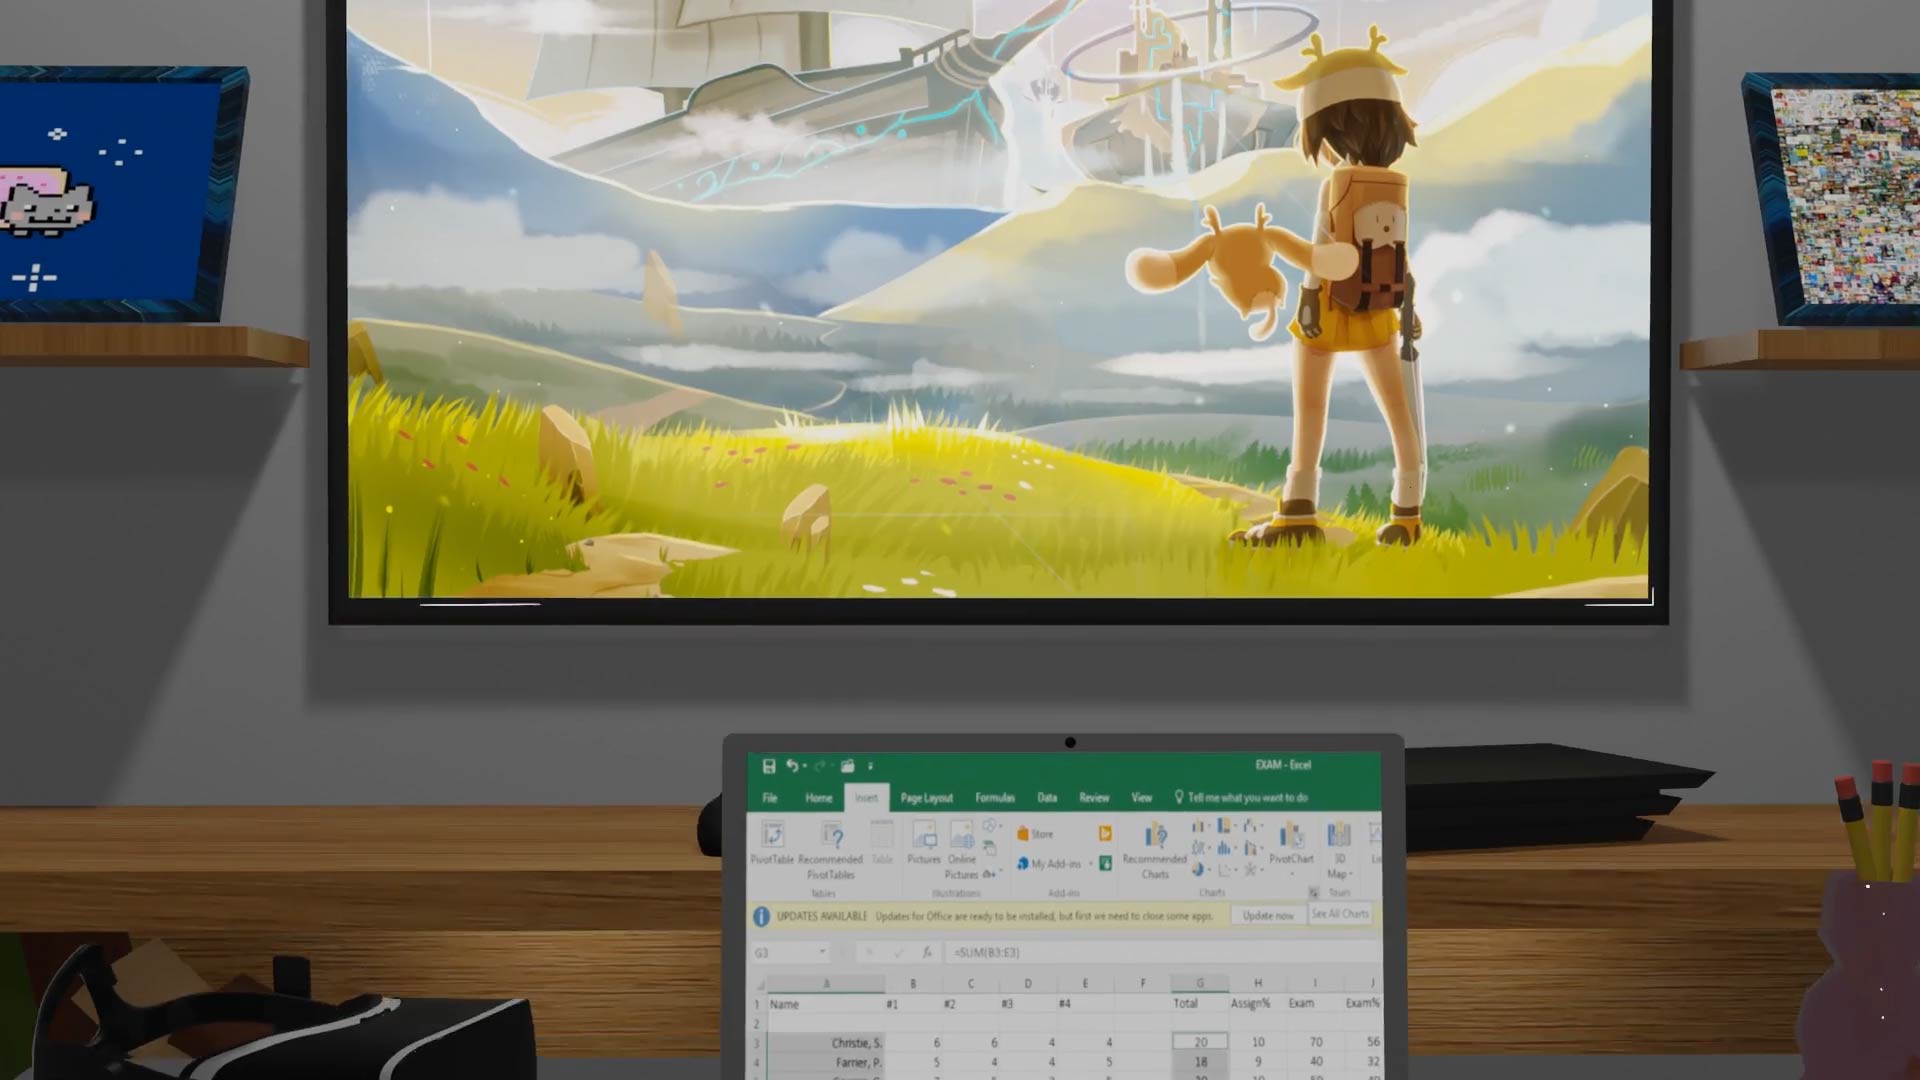 EXAM - Excel
File Home Insert Page Layout Formulas Data Review View Tell me what you want to do
PivotTable Recommended PivotTables Table Pictures Online Pictures Store My Add-ins Recommended Charts PivotChart 3D Map
Tables Illustrations Add-ins Charts Tours
UPDATES AVAILABLE Updates for Office are ready to be installed, but first we need to close some apps. Update now See All Charts
G3 fx =SUM(B3:E3)
A B C D E F G H I J
1 Name #1 #2 #3 #4 Total Assign% Exam Exam%
2
3 Christie, S. 6 6 4 4 20 10 70 56
4 Farrier, P. 5 4 4 5 18 9 40 32